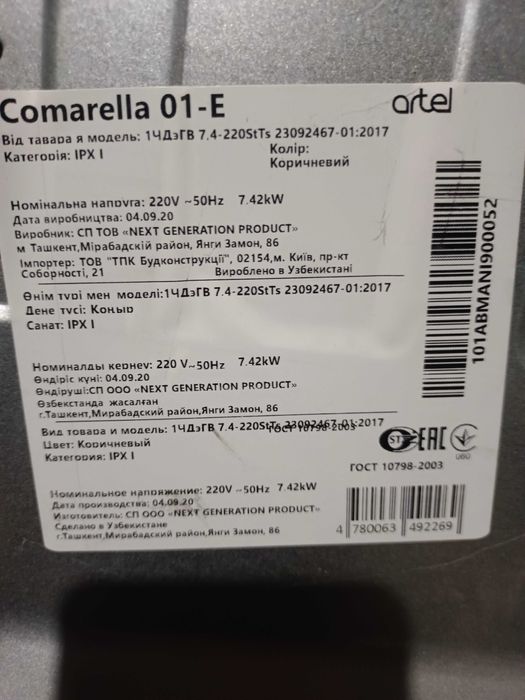 Comarella 01-E
artel
Від тавара я модель: 1ЧДэГВ 7.4-220StTs 23092467-01:2017
Категорія: IPX I
Колір:
Коричневий
Номінальна напруга: 220V ~50Hz 7.42kW
Дата виробництва: 04.09.20
Виробник: СП ТОВ «NEXT GENERATION PRODUCT»
м Ташкент,Мірабадскій район, Янги Замон, 86
Імпортер: ТОВ "ТПК Будконструкції", 02154,м. Київ, пр-кт
Соборності, 21
Вироблено в Узбекистані
Өнім түрі мен моделі:1ЧДэГВ 7.4-220StTs 23092467-01:2017
Дене түсі: Қоңыр
Санат: IPX I
Номиналды кернеу: 220 V~50Hz 7.42kW
Өндіріс күні: 04.09.20
Өндіруші:СП ООО «NEXT GENERATION PRODUCT»
Өзбекстанда жасалған
г.Ташкент,Мирабадский район,Янги Замон, 86
Вид товара и модель: 1ЧДэГВ 7.4-220StTs 23092467-01:2017
ГОСТ 10798-2003
Цвет: Коричневый
Категория: IPX I
Номинальное напряжение: 220V ~50Hz 7.42kW
Дата производства: 04.09.20
Изготовитель: СП ООО «NEXT GENERATION PRODUCT»
Сделано в Узбекистане
г.Ташкент,Мирабадский район,Янги Замон, 86
101ABMANI900052
ST
EAC
ГОСТ 10798-2003
4 780063 492269